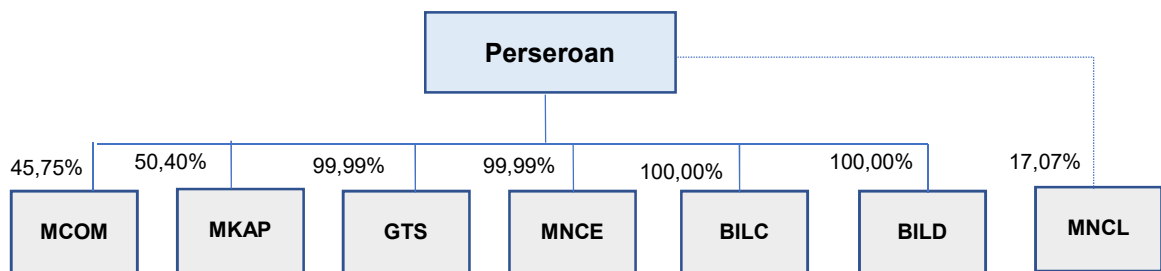 Perseroan
45,75%
50,40%
99,99%
99,99%
100,00%
100,00%
17,07%
MCOM
MKAP
GTS
MNCE
BILC
BILD
MNCL